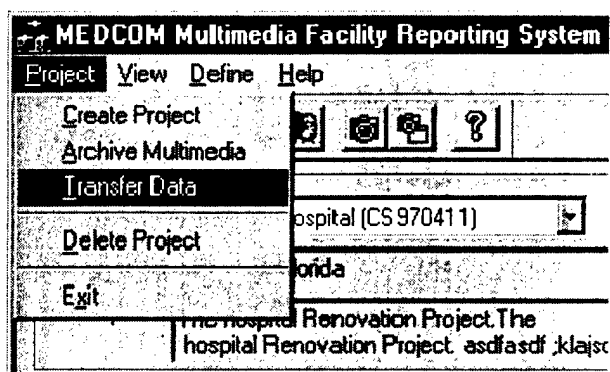 MEDCOM Multimedia Facility Reporting System
Project View Define Help
Create Project
Archive Multimedia
Transfer Data
Delete Project
Exit
ospital (CS 970411)
lorida
The hospital Renovation Project. The
hospital Renovation Project. asdfasdf ;klajsc